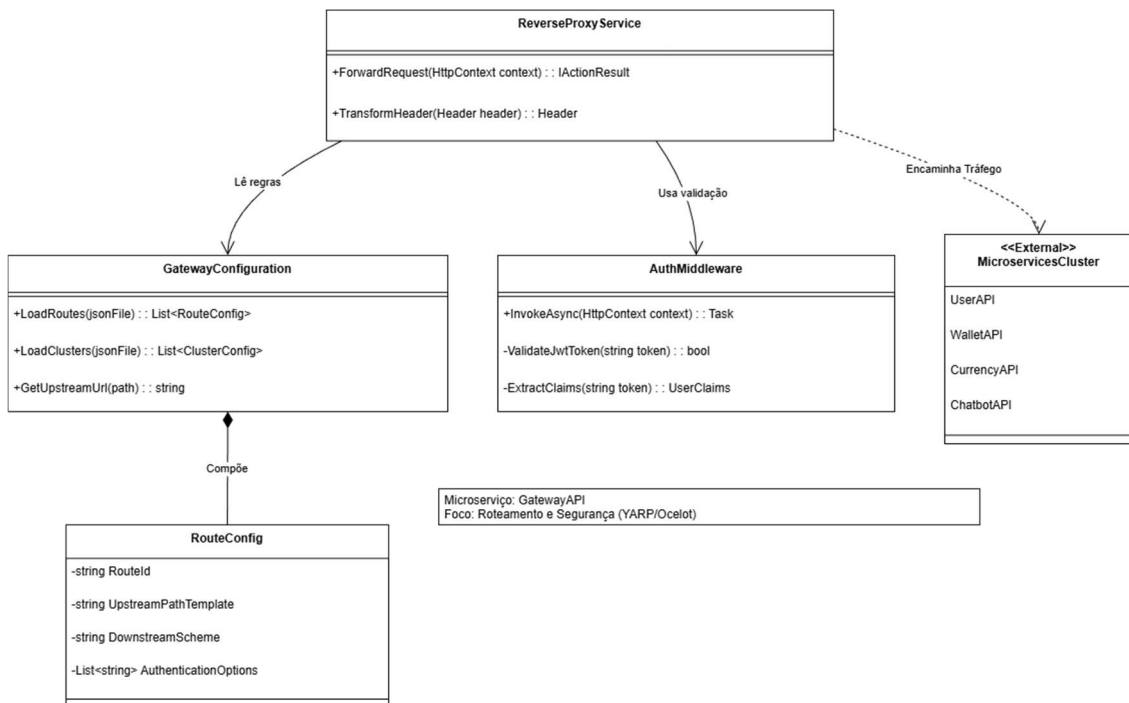 ReverseProxyService
+ForwardRequest(HttpContext context) : : IActionResult
+TransformHeader(Header header) : : Header
Lê regras
Usa validação
Encaminha Tráfego
GatewayConfiguration
+LoadRoutes(jsonFile) : : List<RouteConfig>
+LoadClusters(jsonFile) : : List<ClusterConfig>
+GetUpstreamUrl(path) : : string
AuthMiddleware
+InvokeAsync(HttpContext context) : : Task
-ValidateJwtToken(string token) : : bool
-ExtractClaims(string token) : : UserClaims
<<External>>
MicroservicesCluster
UserAPI
WalletAPI
CurrencyAPI
ChatbotAPI
Compõe
Microserviço: GatewayAPI
Foco: Roteamento e Segurança (YARP/Ocelot)
RouteConfig
-string RouteId
-string UpstreamPathTemplate
-string DownstreamScheme
-List<string> AuthenticationOptions